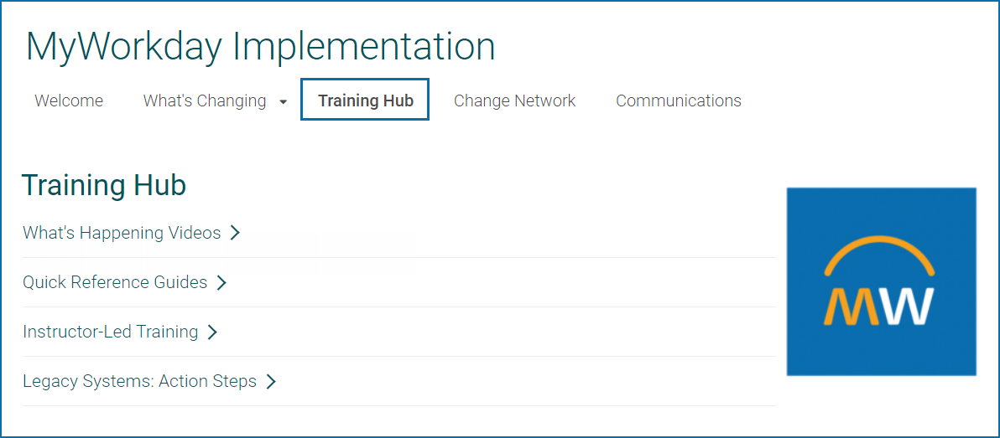 MyWorkday Implementation
Welcome What's Changing Training Hub Change Network Communications
Training Hub
What's Happening Videos
Quick Reference Guides
Instructor-Led Training
Legacy Systems: Action Steps
MW